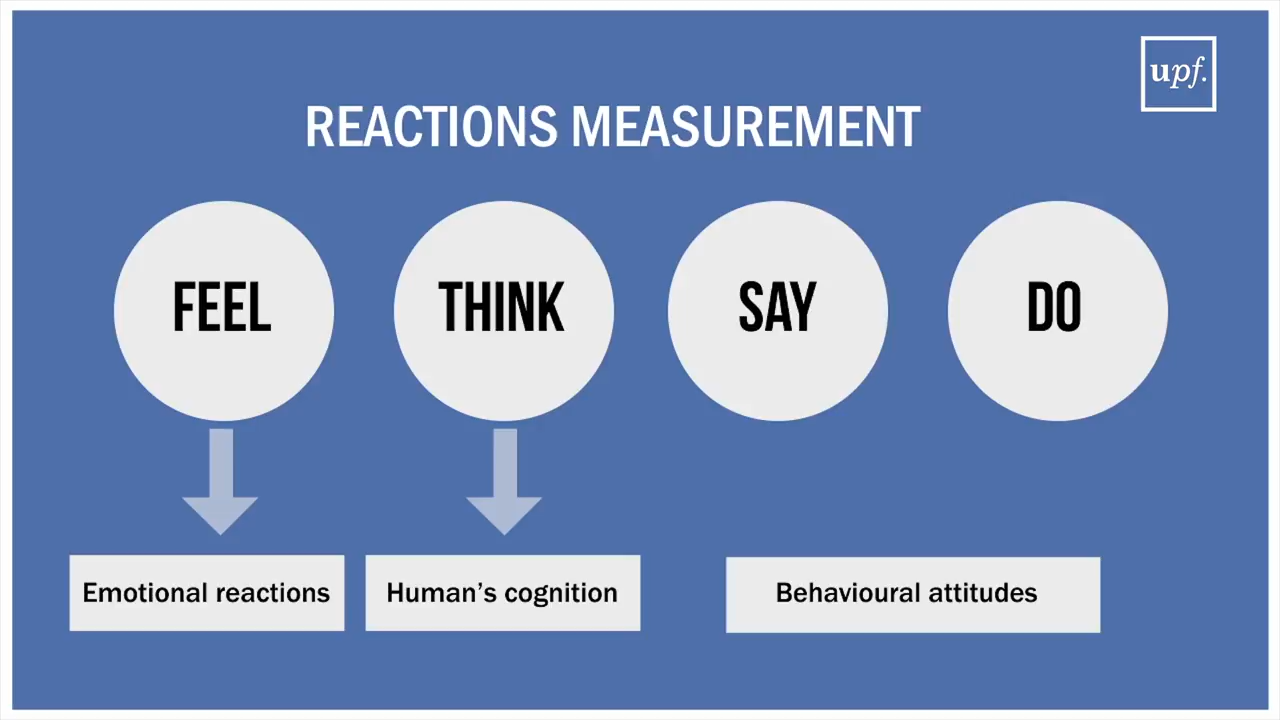 upf.
REACTIONS MEASUREMENT
FEEL
THINK
SAY
DO
Emotional reactions
Human’s cognition
Behavioural attitudes